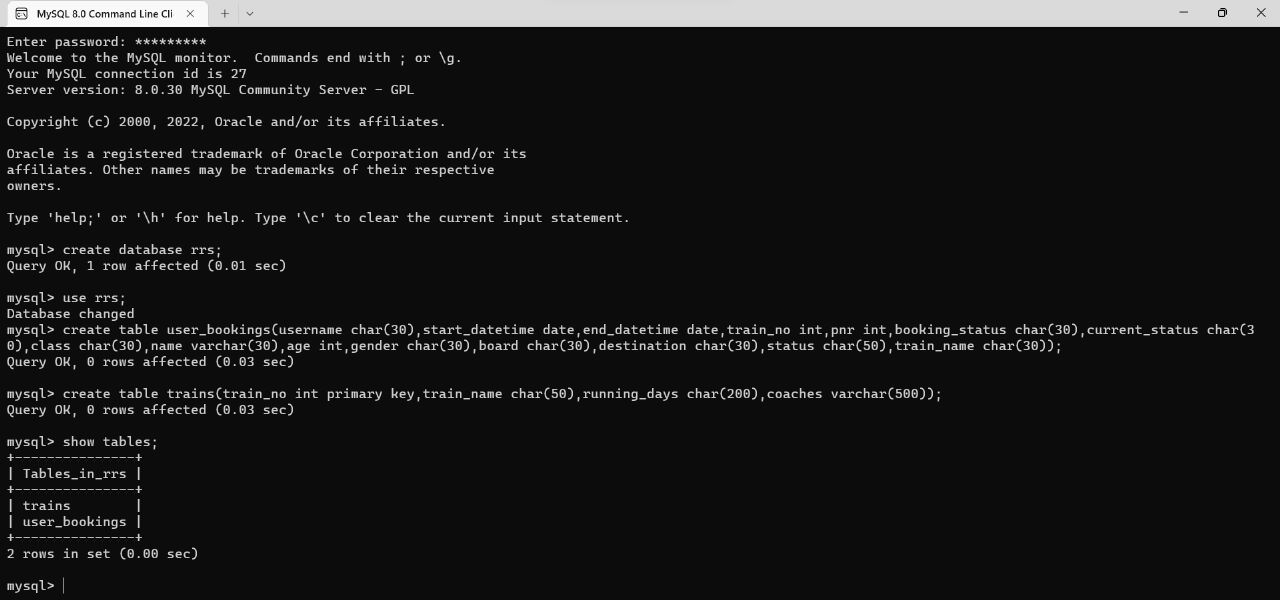 MySQL 8.0 Command Line Cli
Enter password: *********
Welcome to the MySQL monitor.  Commands end with ; or \g.
Your MySQL connection id is 27
Server version: 8.0.30 MySQL Community Server - GPL
Copyright (c) 2000, 2022, Oracle and/or its affiliates.
Oracle is a registered trademark of Oracle Corporation and/or its
affiliates. Other names may be trademarks of their respective
owners.
Type 'help;' or '\h' for help. Type '\c' to clear the current input statement.
mysql> create database rrs;
Query OK, 1 row affected (0.01 sec)
mysql> use rrs;
Database changed
mysql> create table user_bookings(username char(30),start_datetime date,end_datetime date,train_no int,pnr int,booking_status char(30),current_status char(3
0),class char(30),name varchar(30),age int,gender char(30),board char(30),destination char(30),status char(50),train_name char(30));
Query OK, 0 rows affected (0.03 sec)
mysql> create table trains(train_no int primary key,train_name char(50),running_days char(200),coaches varchar(500));
Query OK, 0 rows affected (0.03 sec)
mysql> show tables;
+---------------+
| Tables_in_rrs |
+---------------+
| trains        |
| user_bookings |
+---------------+
2 rows in set (0.00 sec)
mysql>